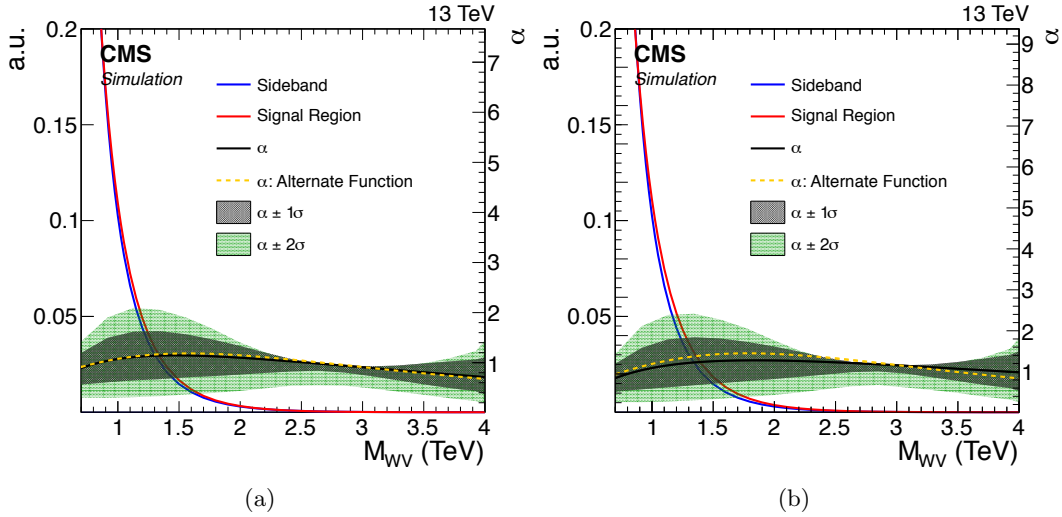 13 TeV
a.u.
α
CMS
Simulation
Sideband
Signal Region
α
α: Alternate Function
α ± 1σ
α ± 2σ
0.2
0.15
0.1
0.05
7
6
5
4
3
2
1
1 1.5 2 2.5 3 3.5 4
M_WV (TeV)
(a)
13 TeV
a.u.
α
CMS
Simulation
Sideband
Signal Region
α
α: Alternate Function
α ± 1σ
α ± 2σ
0.2
0.15
0.1
0.05
9
8
7
6
5
4
3
2
1
1 1.5 2 2.5 3 3.5 4
M_WV (TeV)
(b)